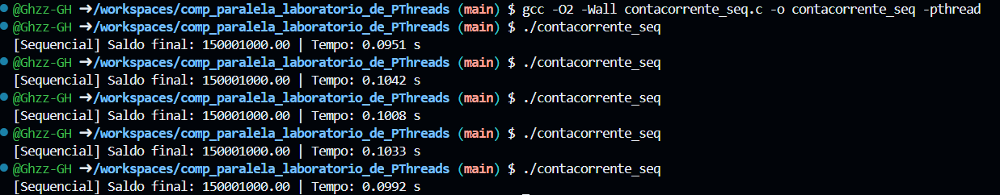 @Ghzz-GH ➜/workspaces/comp_paralela_laboratorio_de_PThreads (main) $ gcc -O2 -Wall contacorrente_seq.c -o contacorrente_seq -pthread
@Ghzz-GH ➜/workspaces/comp_paralela_laboratorio_de_PThreads (main) $ ./contacorrente_seq
[Sequencial] Saldo final: 150001000.00 | Tempo: 0.0951 s
@Ghzz-GH ➜/workspaces/comp_paralela_laboratorio_de_PThreads (main) $ ./contacorrente_seq
[Sequencial] Saldo final: 150001000.00 | Tempo: 0.1042 s
@Ghzz-GH ➜/workspaces/comp_paralela_laboratorio_de_PThreads (main) $ ./contacorrente_seq
[Sequencial] Saldo final: 150001000.00 | Tempo: 0.1008 s
@Ghzz-GH ➜/workspaces/comp_paralela_laboratorio_de_PThreads (main) $ ./contacorrente_seq
[Sequencial] Saldo final: 150001000.00 | Tempo: 0.1033 s
@Ghzz-GH ➜/workspaces/comp_paralela_laboratorio_de_PThreads (main) $ ./contacorrente_seq
[Sequencial] Saldo final: 150001000.00 | Tempo: 0.0992 s